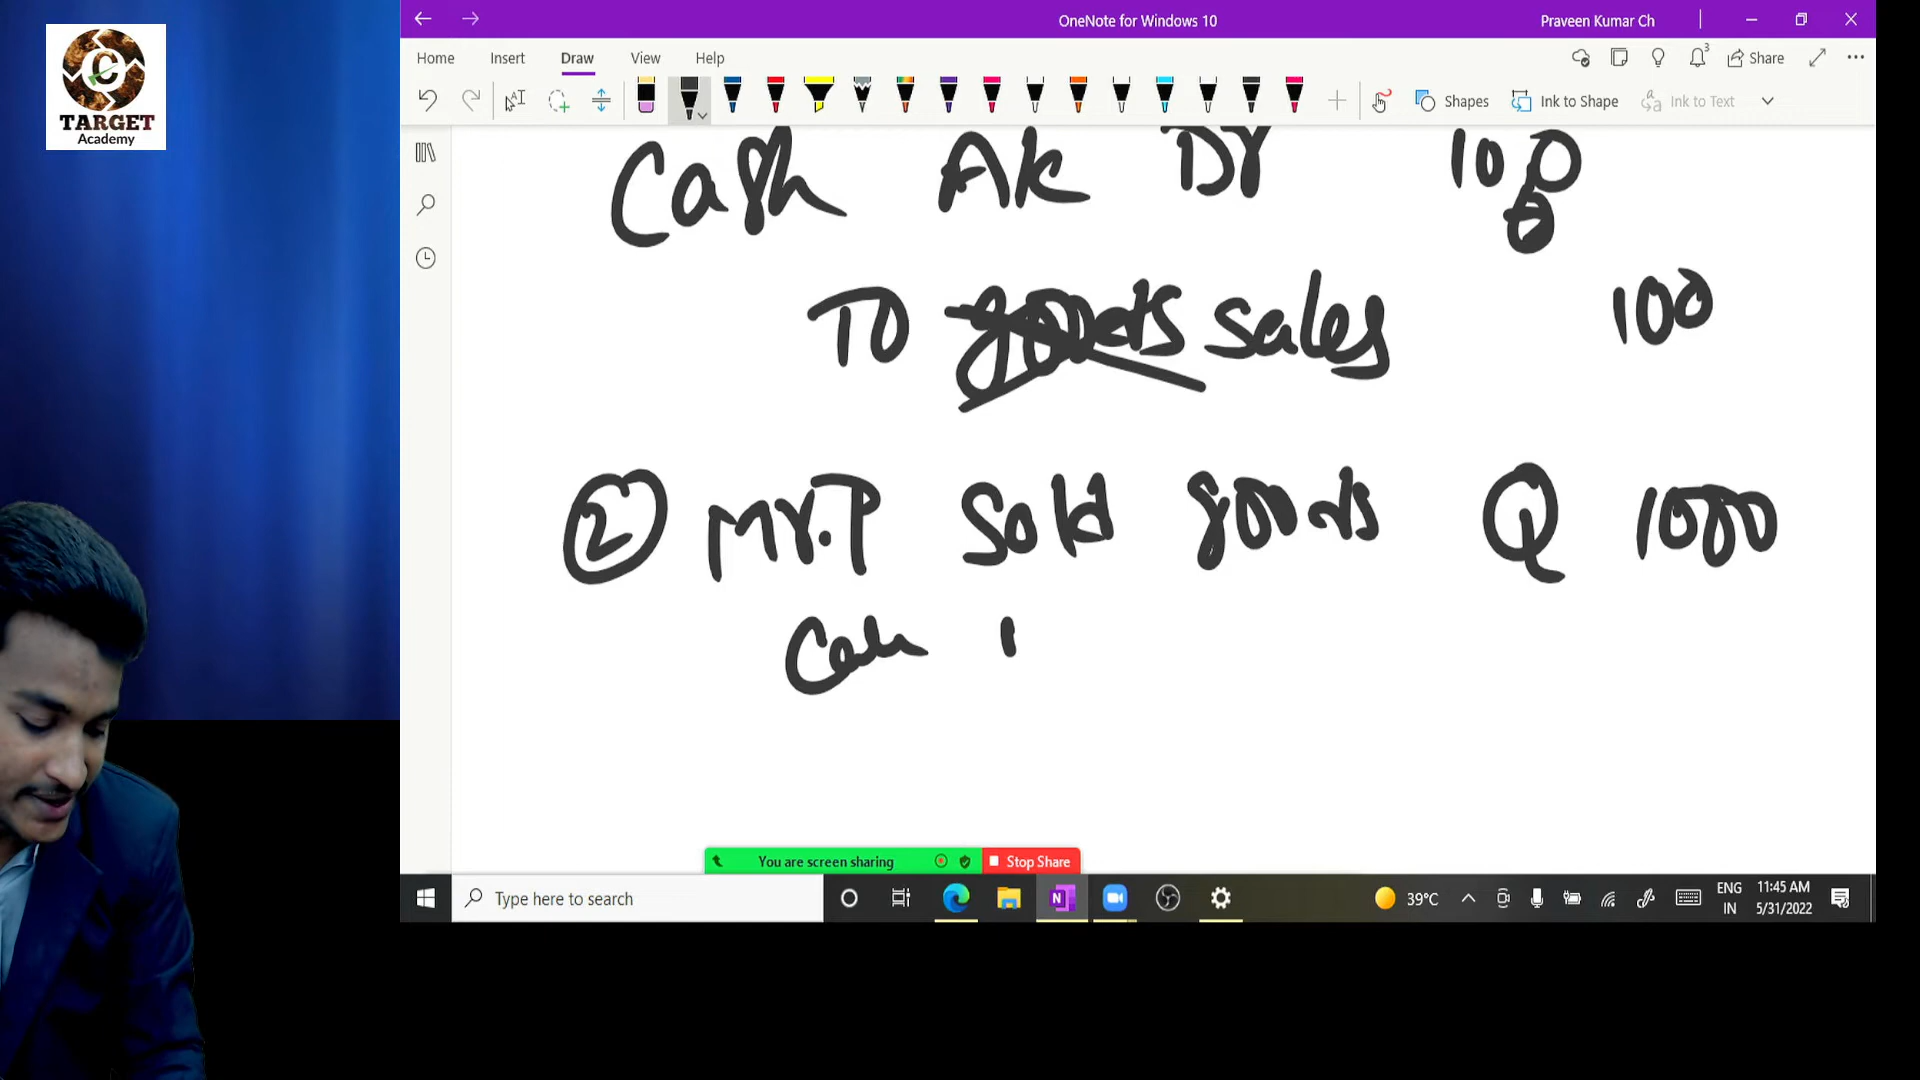 TARGET
Academy
OneNote for Windows 10
Praveen Kumar Ch
Home Insert Draw View Help
3
Share
Shapes
Ink to Shape
Ink to Text
Cash A/c Dr 100
To goods sales 100
2 Mr.P Sold goods Q 1000
Cash
You are screen sharing
Stop Share
Type here to search
39°C
ENG
IN
11:45 AM
5/31/2022